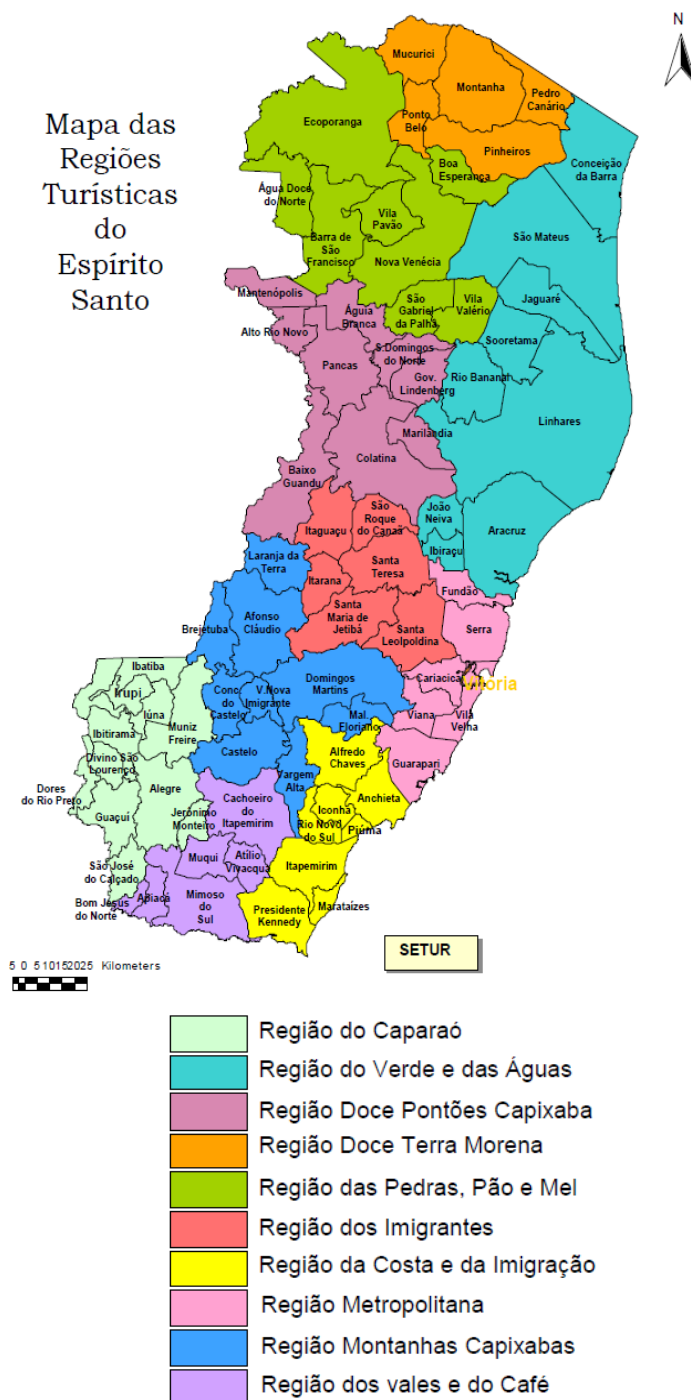 N
Mapa das
Regiões
Turísticas
do
Espírito
Santo
Mucurici
Montanha
Pedro
Canário
Ponto
Belo
Ecoporanga
Pinheiros
Boa
Esperança
Conceição
da Barra
Água Doce
do Norte
Vila
Pavão
Barra de
São
Francisco
Nova Venécia
São Mateus
Mantenópolis
Águia
Branca
São
Gabriel
da Palha
Vila
Valério
Jaguaré
Alto Rio Novo
Pancas
S.Domingos
do Norte
Gov.
Lindenberg
Sooretama
Rio Bananal
Linhares
Marilândia
Colatina
Baixo
Guandu
Itaguaçu
São
Roque
do Canaã
João
Neiva
Aracruz
Ibiraçu
Laranja da
Terra
Itarana
Santa
Teresa
Fundão
Brejetuba
Afonso
Cláudio
Santa
Maria de
Jetibá
Santa
Leolpoldina
Serra
Ibatiba
Irupi
Iúna
Conc.
do
Castelo
V.Nova
Imigrante
Domingos
Martins
Cariacica
Vitória
Ibitirama
Muniz
Freire
Mal.
Floriano
Viana
Vila
Velha
Divino São
Lourenço
Castelo
Vargem
Alta
Alfredo
Chaves
Guarapari
Dores
do Rio Preto
Alegre
Guaçuí
Jerônimo
Monteiro
Cachoeiro
do
Itapemirim
Iconha
Anchieta
Rio Novo
do Sul
Piúma
São José
do Calçado
Muqui
Atílio
Vivacqua
Itapemirim
Bom Jesus
do Norte
Apiacá
Mimoso
do
Sul
Presidente
Kennedy
Marataízes
SETUR
5 0 510152025 Kilometers
Região do Caparaó
Região do Verde e das Águas
Região Doce Pontões Capixaba
Região Doce Terra Morena
Região das Pedras, Pão e Mel
Região dos Imigrantes
Região da Costa e da Imigração
Região Metropolitana
Região Montanhas Capixabas
Região dos vales e do Café